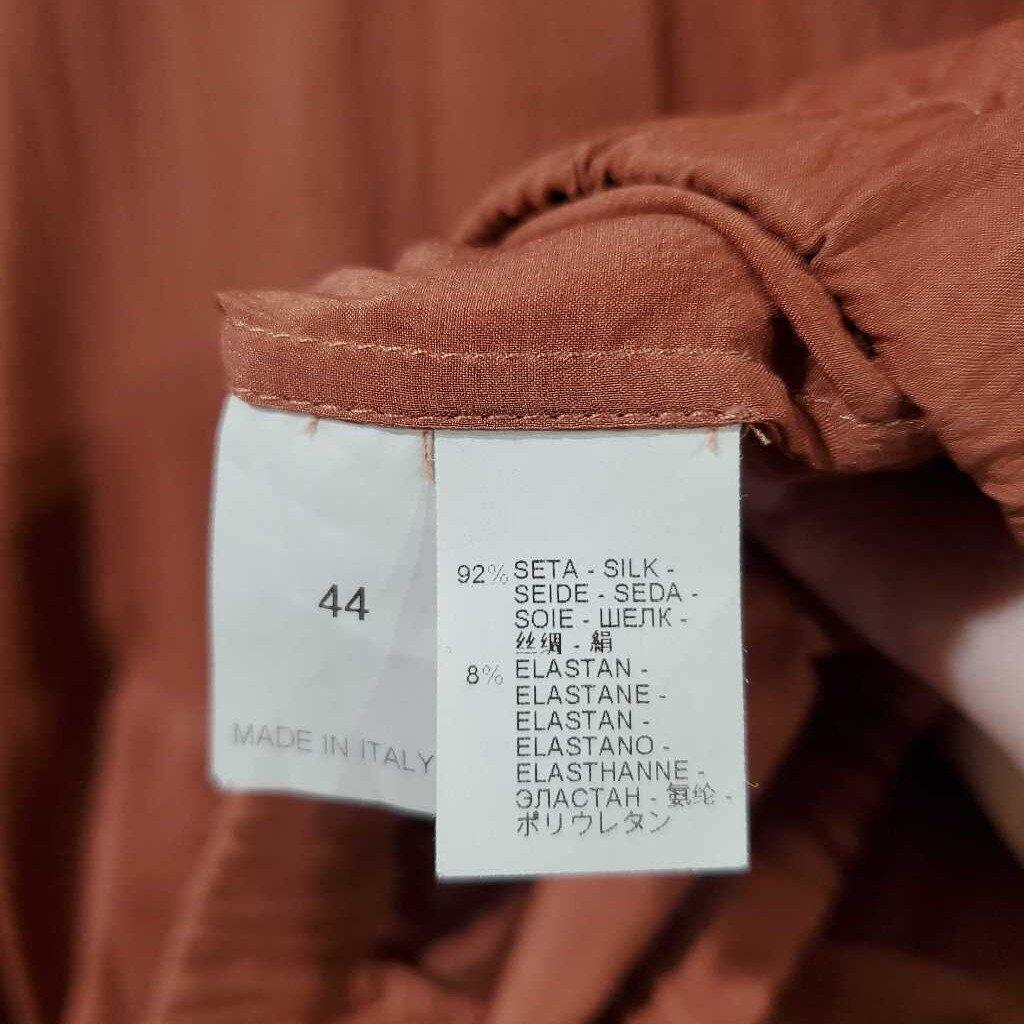 44
MADE IN ITALY
92% SETA - SILK -
SEIDE - SEDA -
SOIE - ШЕЛК -
丝绸 - 絹
8% ELASTAN -
ELASTANE -
ELASTAN -
ELASTANO -
ELASTHANNE -
ЭЛАСТАН - 氨纶 -
ポリウレタン